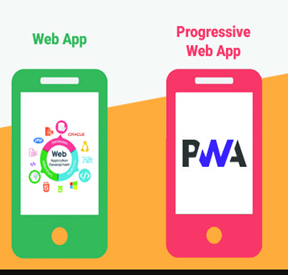 Web App
Progressive
Web App
ORACLE
Web
Application
Development
PWA